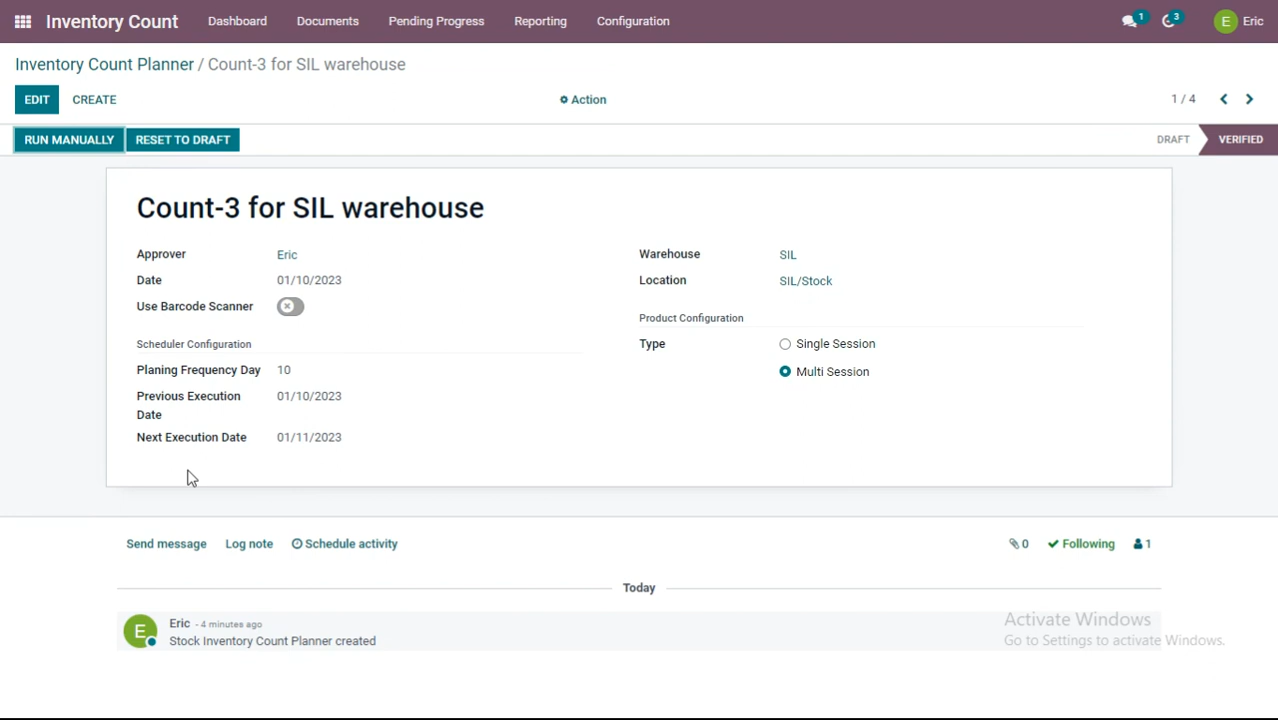 Inventory Count Dashboard Documents Pending Progress Reporting Configuration 1 3 E Eric
Inventory Count Planner / Count-3 for SIL warehouse
EDIT CREATE Action 1 / 4
RUN MANUALLY RESET TO DRAFT DRAFT VERIFIED
Count-3 for SIL warehouse
Approver Eric Warehouse SIL
Date 01/10/2023 Location SIL/Stock
Use Barcode Scanner
Product Configuration
Scheduler Configuration Type Single Session
Planing Frequency Day 10 Multi Session
Previous Execution Date 01/10/2023
Next Execution Date 01/11/2023
Send message Log note Schedule activity 0 Following 1
Today
E Eric - 4 minutes ago
Stock Inventory Count Planner created
Activate Windows
Go to Settings to activate Windows.